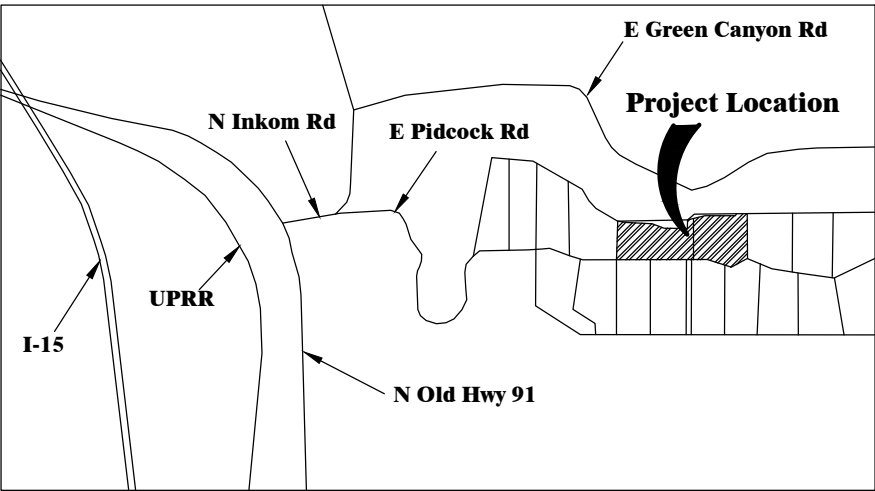 E Green Canyon Rd
Project Location
N Inkom Rd
E Pidcock Rd
UPRR
I-15
N Old Hwy 91